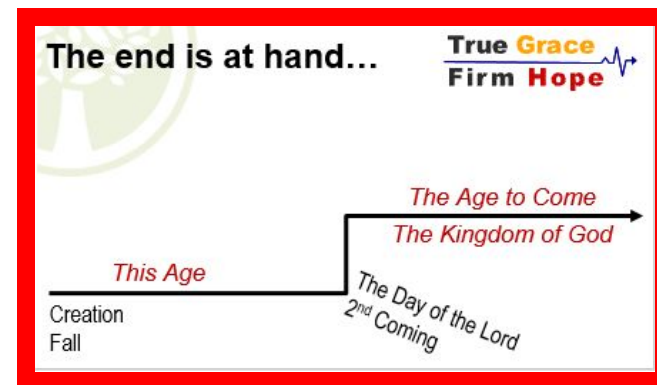 The end is at hand...
True Grace
Firm Hope
The Age to Come
The Kingdom of God
This Age
Creation
Fall
The Day of the Lord
2nd Coming